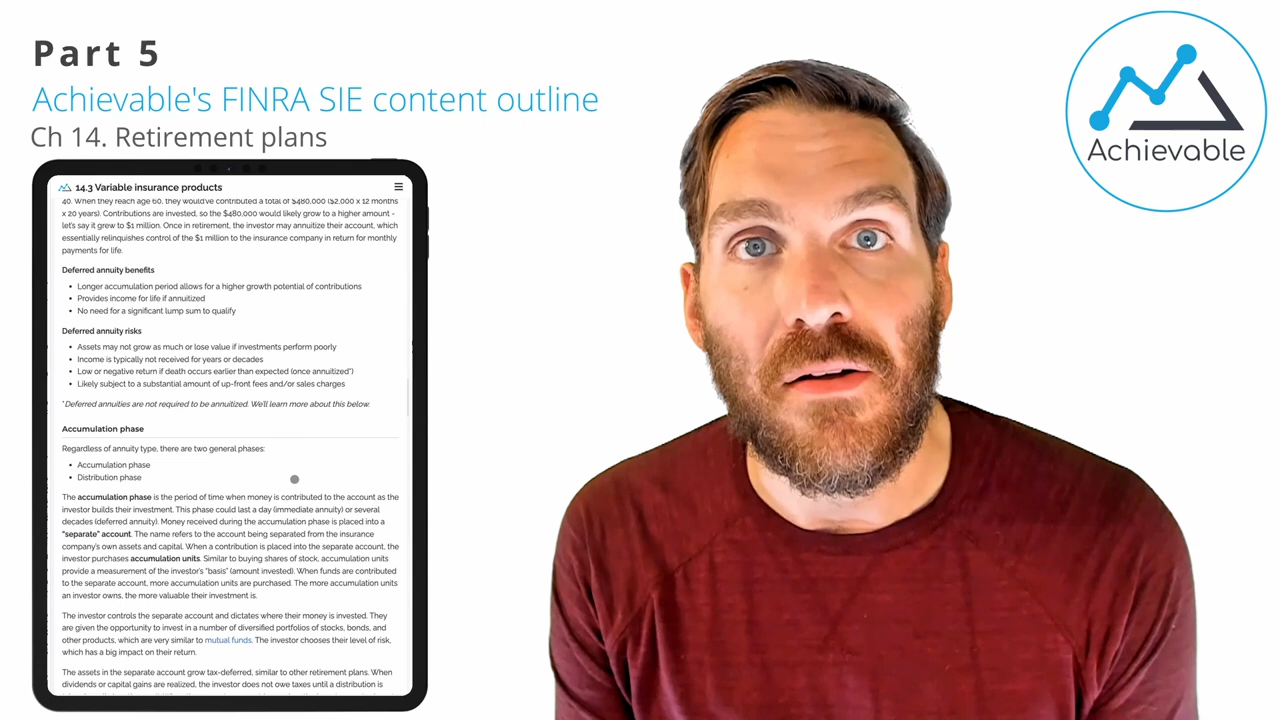 Part 5
Achievable's FINRA SIE content outline
Ch 14. Retirement plans
Achievable
14.3 Variable insurance products
40. When they reach age 60, they would've contributed a total of $480,000 ($2,000 x 12 months
x 20 years). Contributions are invested, so the $480,000 would likely grow to a higher amount -
let's say it grew to $1 million. Once in retirement, the investor may annuitize their account, which
essentially relinquishes control of the $1 million to the insurance company in return for monthly
payments for life.
Deferred annuity benefits
• Longer accumulation period allows for a higher growth potential of contributions
• Provides income for life if annuitized
• No need for a significant lump sum to qualify
Deferred annuity risks
• Assets may not grow as much or lose value if investments perform poorly
• Income is typically not received for years or decades
• Low or negative return if death occurs earlier than expected (once annuitized*)
• Likely subject to a substantial amount of up-front fees and/or sales charges
*Deferred annuities are not required to be annuitized. We'll learn more about this below.
Accumulation phase
Regardless of annuity type, there are two general phases:
• Accumulation phase
• Distribution phase
The accumulation phase is the period of time when money is contributed to the account as the
investor builds their investment. This phase could last a day (immediate annuity) or several
decades (deferred annuity). Money received during the accumulation phase is placed into a
"separate" account. The name refers to the account being separated from the insurance
company's own assets and capital. When a contribution is placed into the separate account, the
investor purchases accumulation units. Similar to buying shares of stock, accumulation units
provide a measurement of the investor's "basis" (amount invested). When funds are contributed
to the separate account, more accumulation units are purchased. The more accumulation units
an investor owns, the more valuable their investment is.
The investor controls the separate account and dictates where their money is invested. They
are given the opportunity to invest in a number of diversified portfolios of stocks, bonds, and
other products, which are very similar to mutual funds. The investor chooses their level of risk,
which has a big impact on their return.
The assets in the separate account grow tax-deferred, similar to other retirement plans. When
dividends or capital gains are realized, the investor does not owe taxes until a distribution is